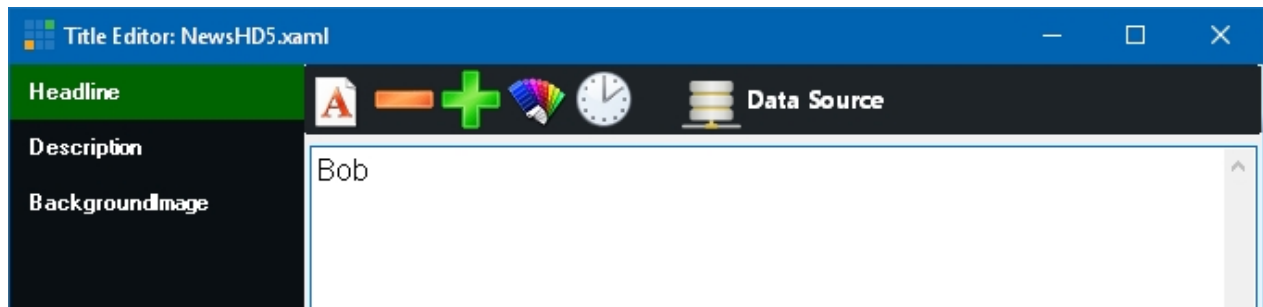 Title Editor: NewsHD5.xaml
Headline
Description
BackgroundImage
A
Data Source
Bob